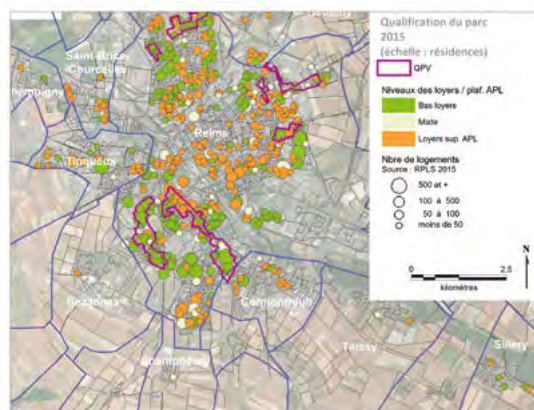 Qualification du parc
2015
(échelle : résidences)
QPV
Niveaux des loyers / plaf. APL
Bas loyers
Mixte
Loyers sup. APL
Nbre de logements
Source : RPLS 2015
500 et +
100 à 500
50 à 100
moins de 50
N
0
2,5
kilomètres
Saint-Brice
Courcelles
Reims
Tinqueux
Bezannes
Cormontreuil
Taissy
Sillery